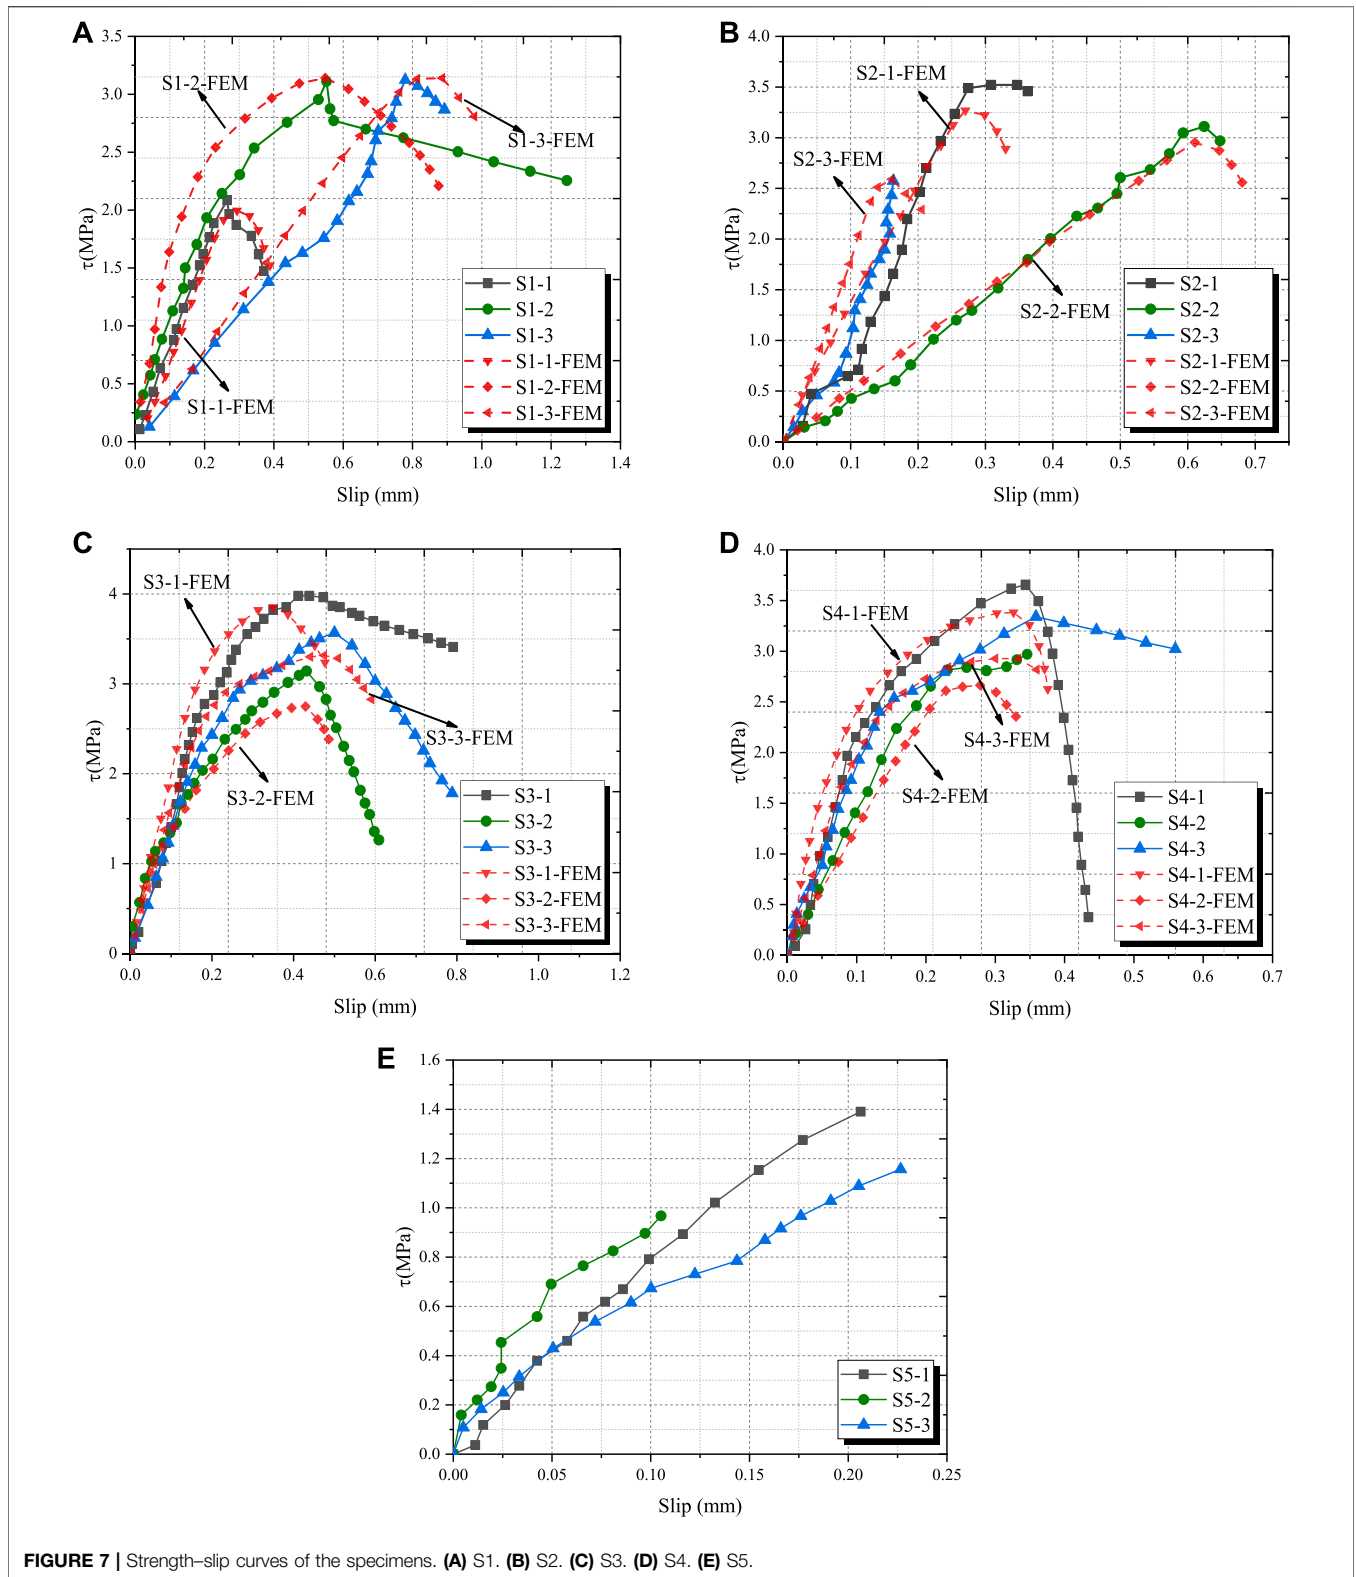 A
3.5
3.0
2.5
2.0
1.5
1.0
0.5
0.0
τ(MPa)
S1-2-FEM
S1-3-FEM
S1-1-FEM
S1-1
S1-2
S1-3
S1-1-FEM
S1-2-FEM
S1-3-FEM
0.0 0.2 0.4 0.6 0.8 1.0 1.2 1.4
Slip (mm)
B
4.0
3.5
3.0
2.5
2.0
1.5
1.0
0.5
0.0
τ(MPa)
S2-1-FEM
S2-3-FEM
S2-2-FEM
S2-1
S2-2
S2-3
S2-1-FEM
S2-2-FEM
S2-3-FEM
0.0 0.1 0.2 0.3 0.4 0.5 0.6 0.7
Slip (mm)
C
4
3
2
1
0
τ(MPa)
S3-1-FEM
S3-3-FEM
S3-2-FEM
S3-1
S3-2
S3-3
S3-1-FEM
S3-2-FEM
S3-3-FEM
0.0 0.2 0.4 0.6 0.8 1.0 1.2
Slip (mm)
D
4.0
3.5
3.0
2.5
2.0
1.5
1.0
0.5
0.0
τ(MPa)
S4-1-FEM
S4-3-FEM
S4-2-FEM
S4-1
S4-2
S4-3
S4-1-FEM
S4-2-FEM
S4-3-FEM
0.0 0.1 0.2 0.3 0.4 0.5 0.6 0.7
Slip (mm)
E
1.6
1.4
1.2
1.0
0.8
0.6
0.4
0.2
0.0
τ(MPa)
S5-1
S5-2
S5-3
0.00 0.05 0.10 0.15 0.20 0.25
Slip (mm)
FIGURE 7 | Strength–slip curves of the specimens. (A) S1. (B) S2. (C) S3. (D) S4. (E) S5.